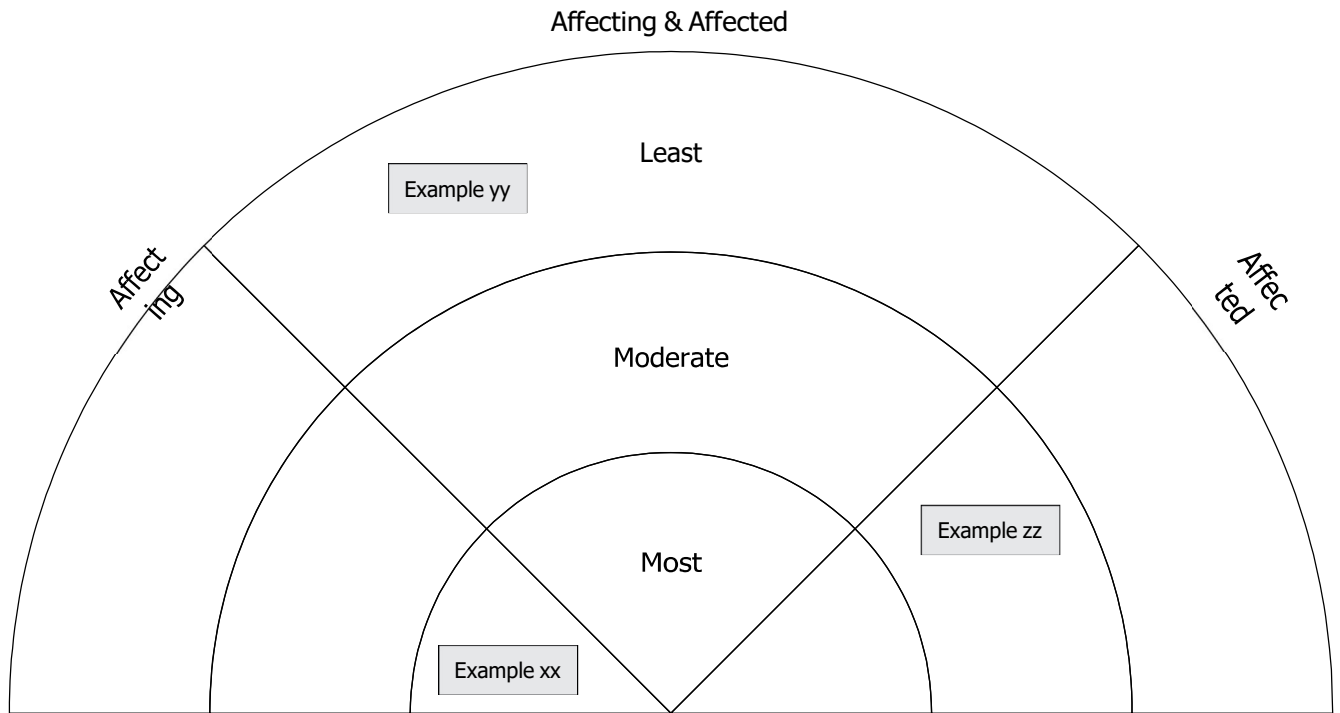 Affecting & Affected
Least
Example yy
Affect
ing
Affec
ted
Moderate
Example zz
Most
Example xx